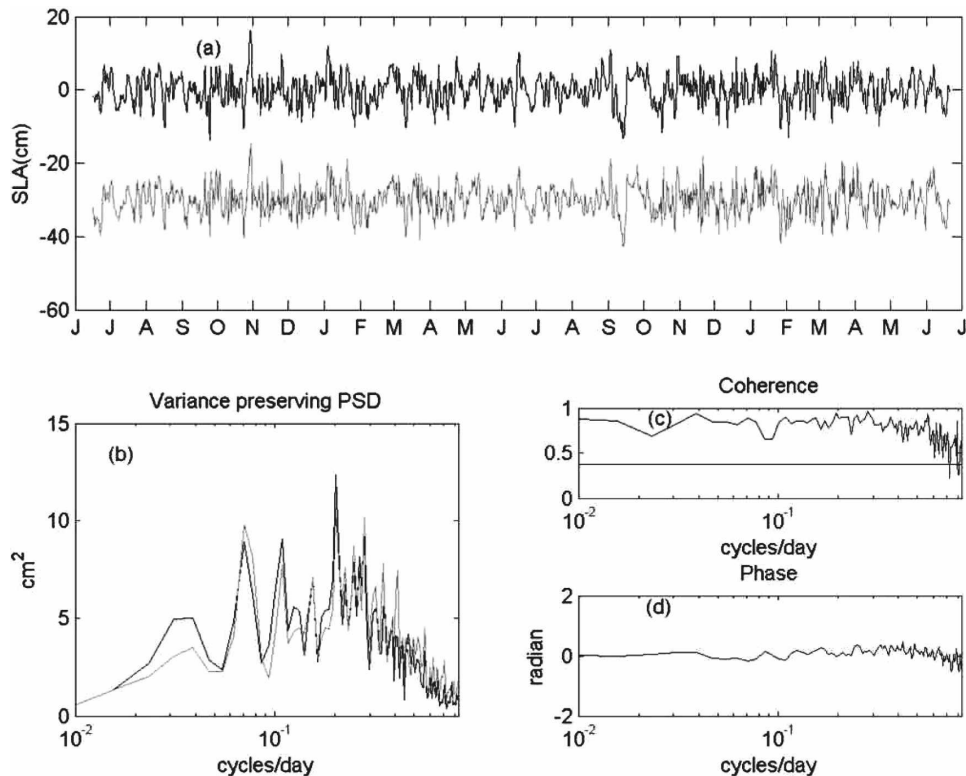 20
0
-20
-40
-60
SLA(cm)
(a)
J J A S O N D J F M A M J J A S O N D J F M A M J J
Variance preserving PSD
15
10
5
0
cm²
(b)
10⁻² 10⁻¹
cycles/day
Coherence
1
0.5
0
(c)
10⁻² 10⁻¹
cycles/day
Phase
2
0
-2
radian
(d)
10⁻² 10⁻¹
cycles/day